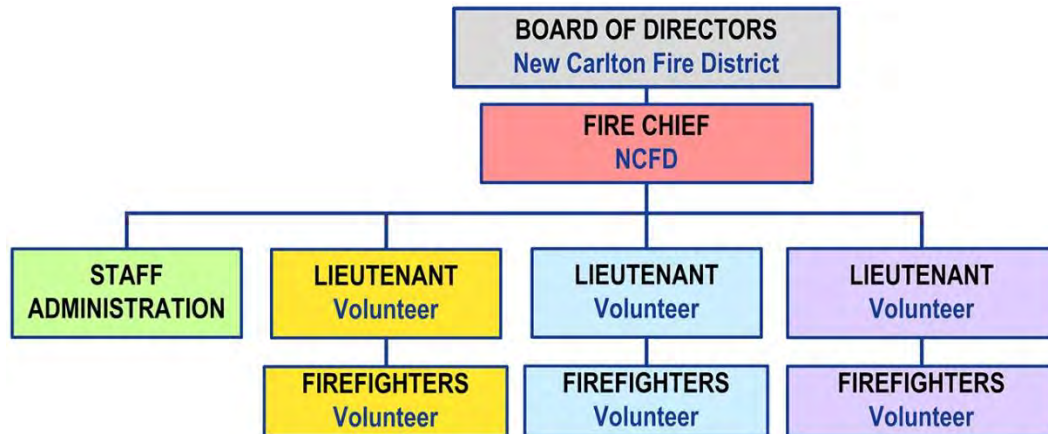 BOARD OF DIRECTORS
New Carlton Fire District
FIRE CHIEF
NCFD
STAFF
ADMINISTRATION
LIEUTENANT
Volunteer
LIEUTENANT
Volunteer
LIEUTENANT
Volunteer
FIREFIGHTERS
Volunteer
FIREFIGHTERS
Volunteer
FIREFIGHTERS
Volunteer